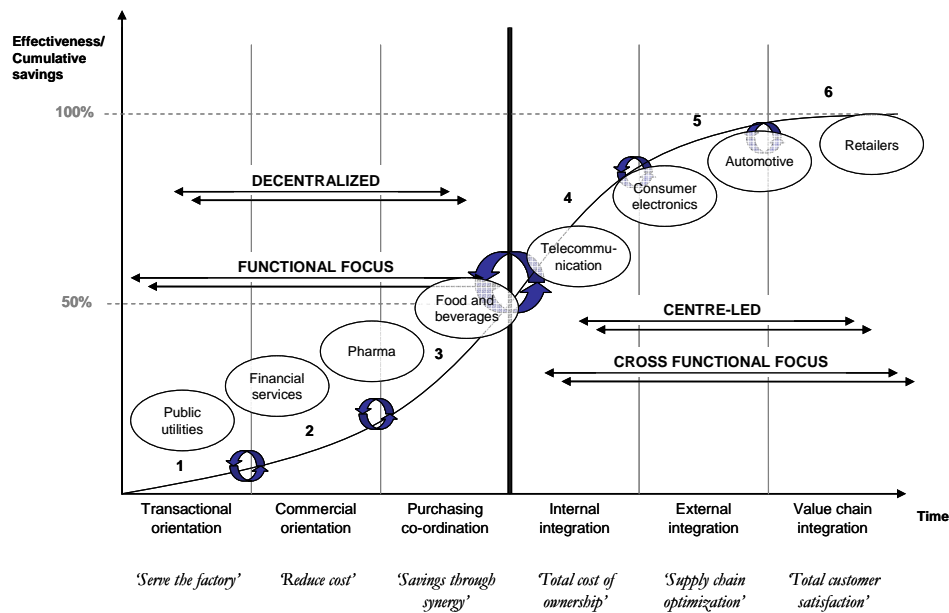 Effectiveness/
Cumulative
savings
100%
50%
DECENTRALIZED
FUNCTIONAL FOCUS
CENTRE-LED
CROSS FUNCTIONAL FOCUS
Public
utilities
Financial
services
Pharma
Food and
beverages
Telecommu-
nication
Consumer
electronics
Automotive
Retailers
1
2
3
4
5
6
Transactional
orientation
Commercial
orientation
Purchasing
co-ordination
Internal
integration
External
integration
Value chain
integration
Time
‘Serve the factory’
‘Reduce cost’
‘Savings through
synergy’
‘Total cost of
ownership’
‘Supply chain
optimization’
‘Total customer
satisfaction’